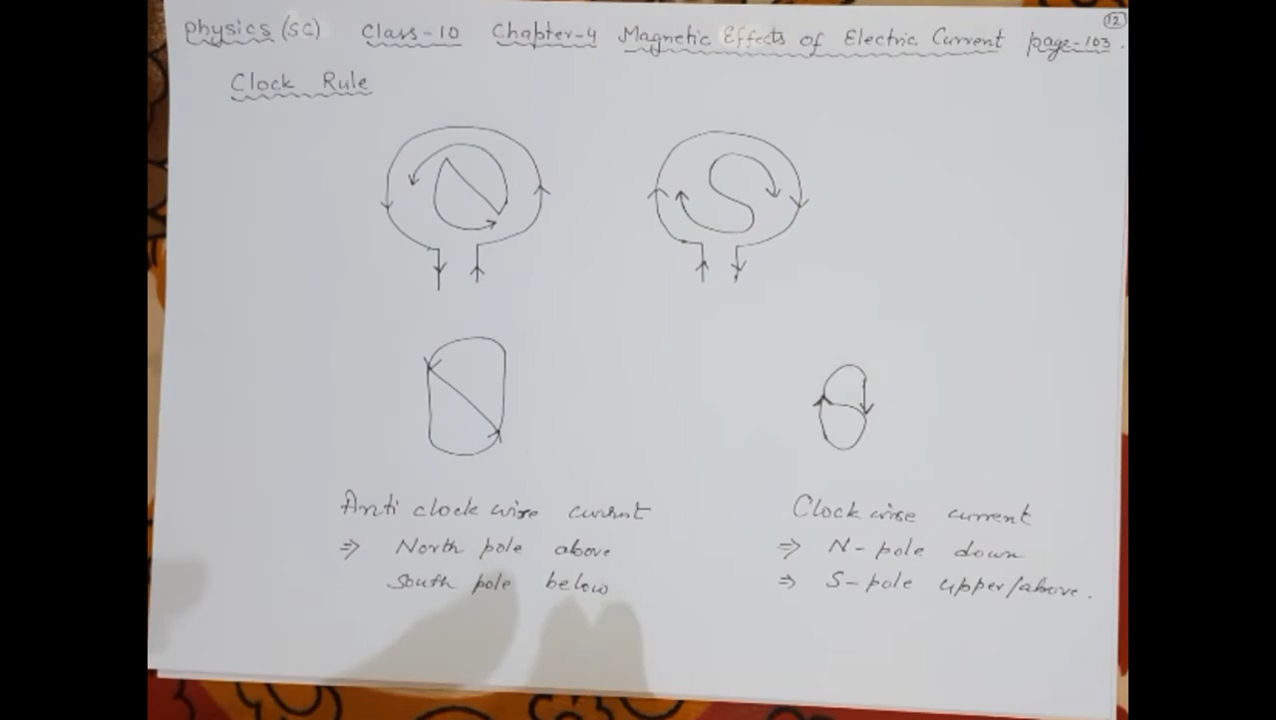 12
Physics (SC) Class-10 Chapter-4 Magnetic Effects of Electric Current page-103.
Clock Rule
N S
Anti clock wise current
⇒ North pole above
South pole below
Clock wise current
⇒ N-pole down
⇒ S-pole upper/above.